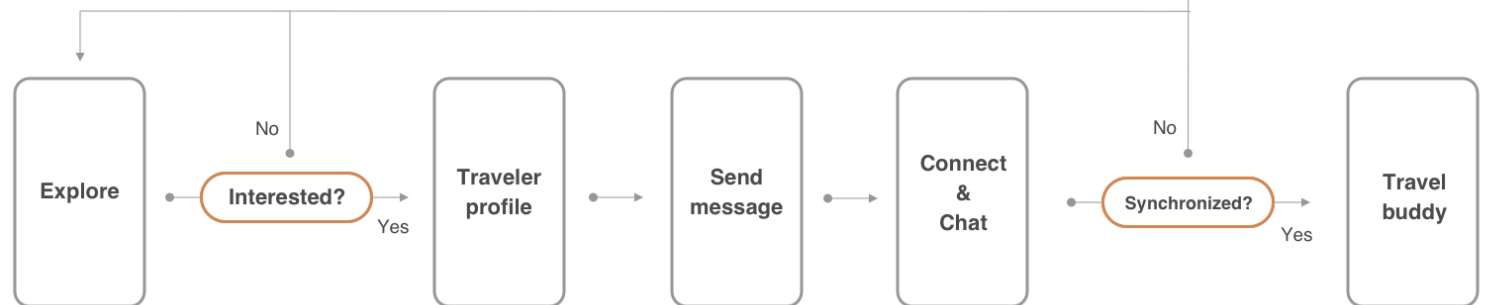 Explore
No
Interested?
Yes
Traveler
profile
Send
message
Connect
&
Chat
No
Synchronized?
Yes
Travel
buddy